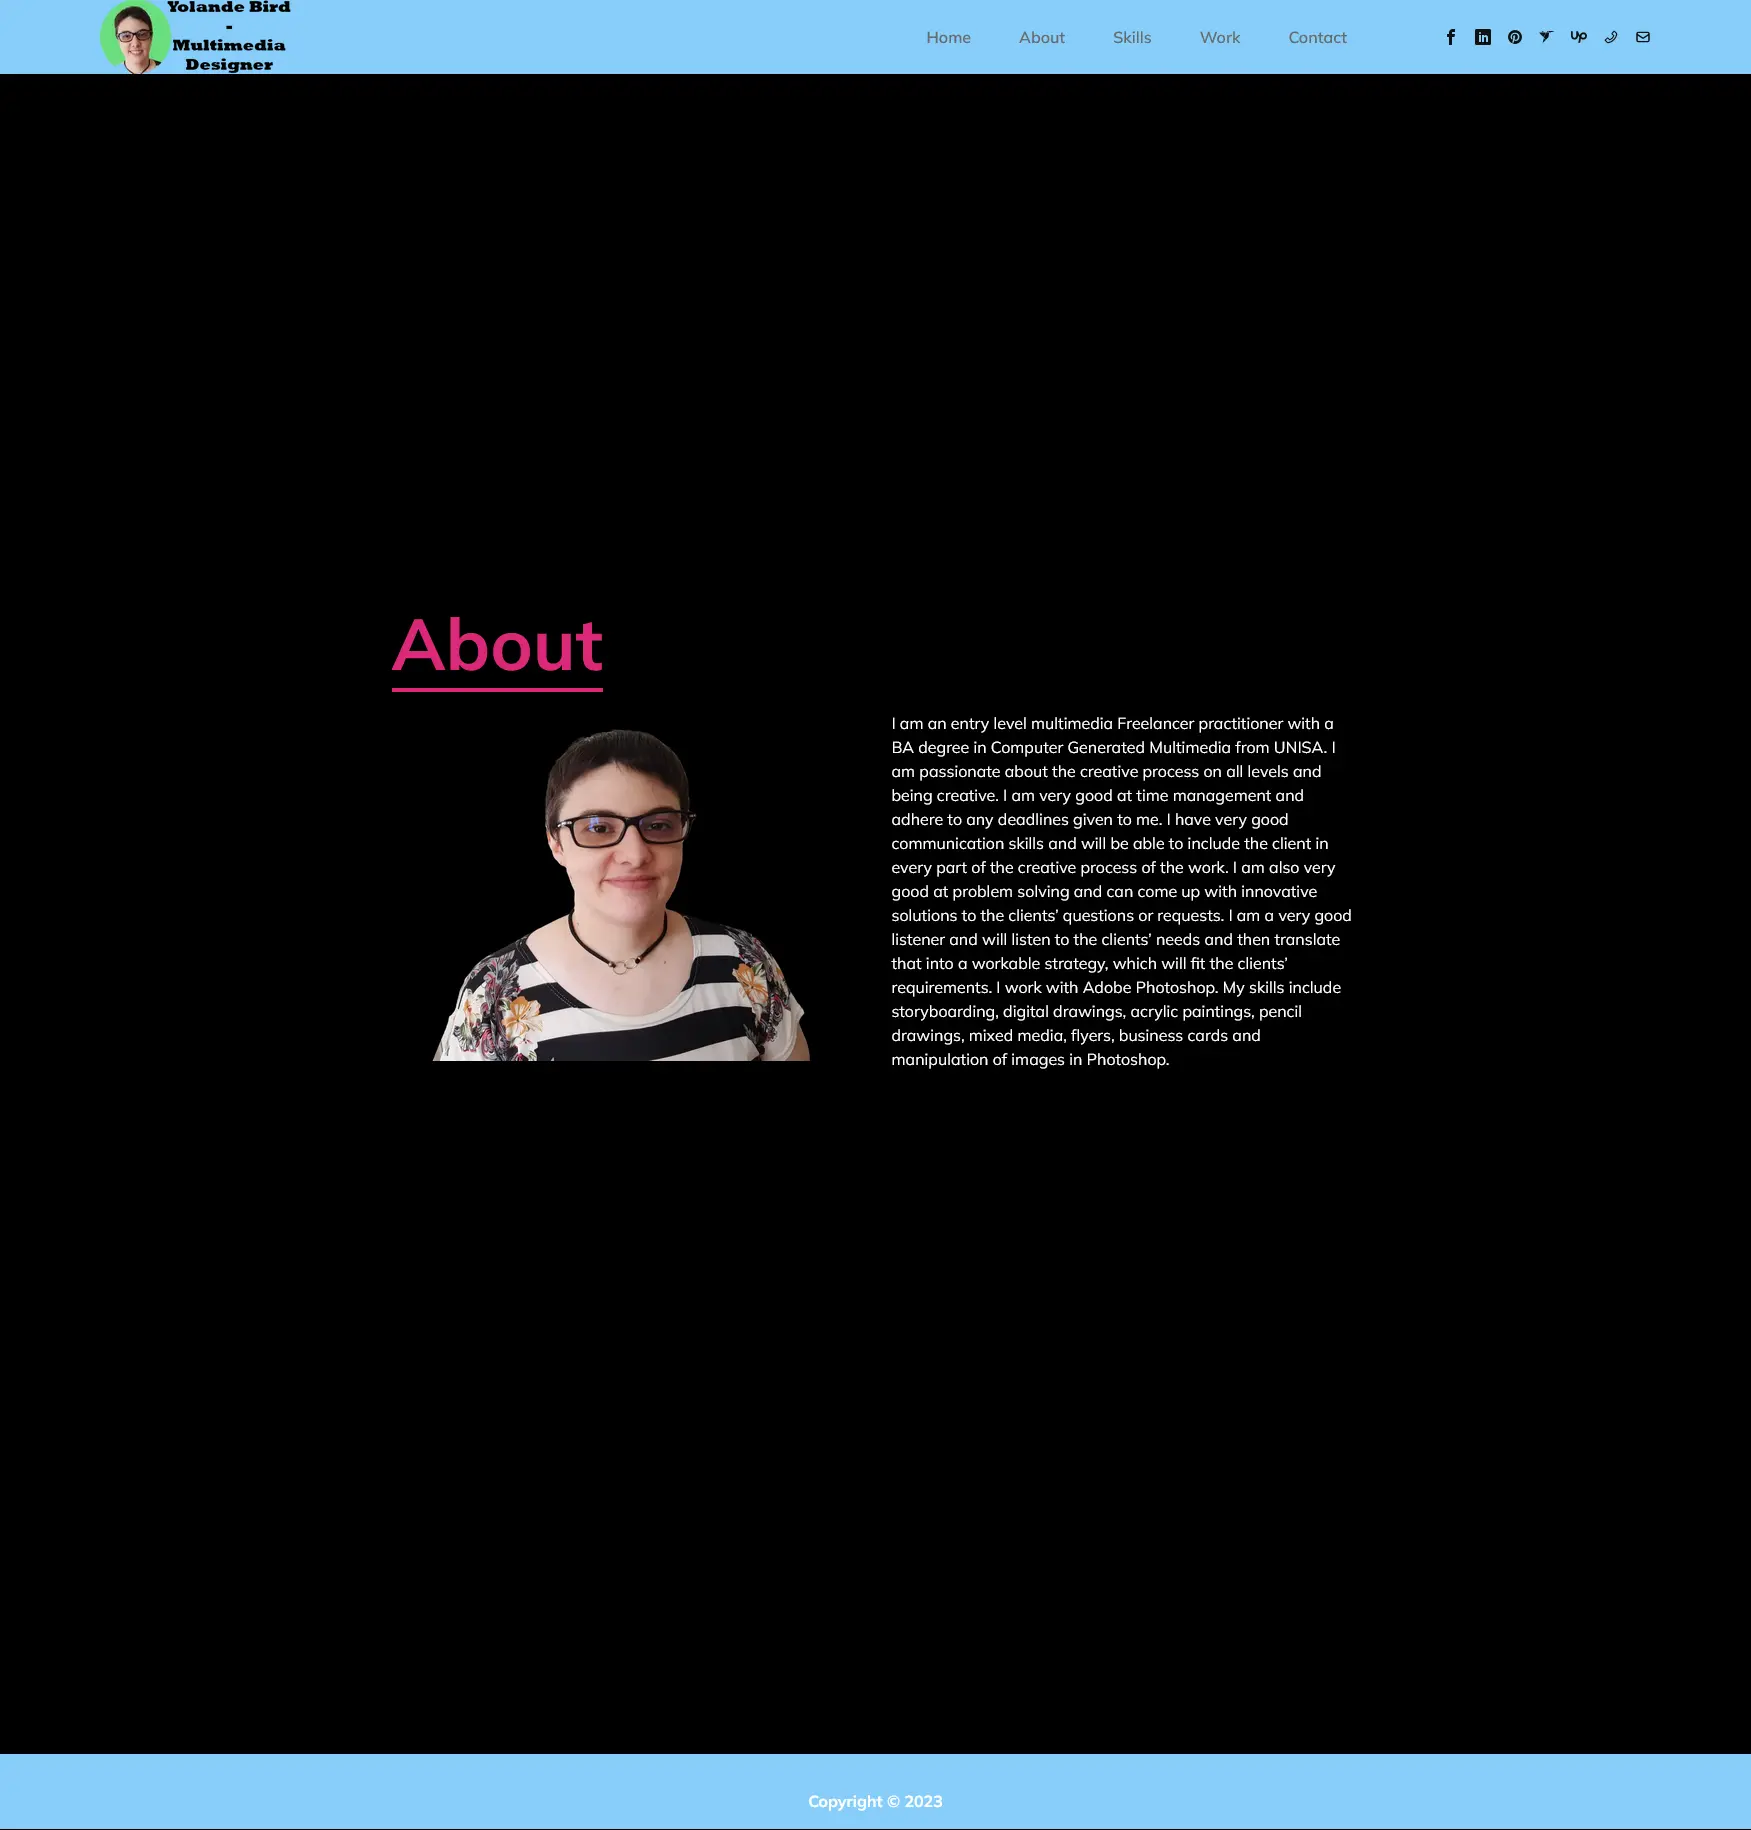 Yolande Bird
-
Multimedia
Designer
Home About Skills Work Contact
About
I am an entry level multimedia Freelancer practitioner with a
BA degree in Computer Generated Multimedia from UNISA. I
am passionate about the creative process on all levels and
being creative. I am very good at time management and
adhere to any deadlines given to me. I have very good
communication skills and will be able to include the client in
every part of the creative process of the work. I am also very
good at problem solving and can come up with innovative
solutions to the clients’ questions or requests. I am a very good
listener and will listen to the clients’ needs and then translate
that into a workable strategy, which will fit the clients’
requirements. I work with Adobe Photoshop. My skills include
storyboarding, digital drawings, acrylic paintings, pencil
drawings, mixed media, flyers, business cards and
manipulation of images in Photoshop.
Copyright © 2023